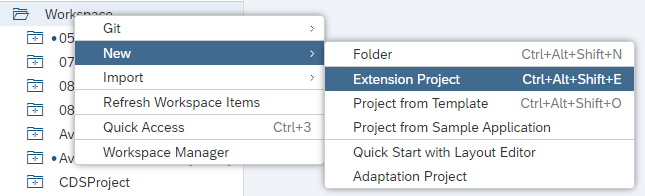 Workspace
05
07
08
08
Av
Av
CDSProject
Git
New
Import
Refresh Workspace Items
Quick Access Ctrl+3
Workspace Manager
Folder Ctrl+Alt+Shift+N
Extension Project Ctrl+Alt+Shift+E
Project from Template Ctrl+Alt+Shift+O
Project from Sample Application
Quick Start with Layout Editor
Adaptation Project